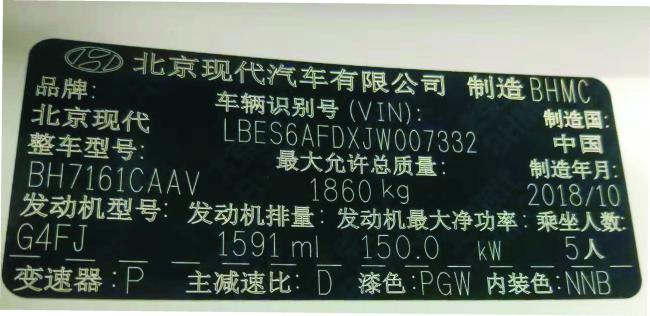 北京现代汽车有限公司 制造 BHMC
品牌: 车辆识别号(VIN): 制造国:
北京现代 LBES6AFDXJW007332 中国
整车型号: 最大允许总质量: 制造年月:
BH7161CAAV 1860 kg 2018/10
发动机型号: 发动机排量: 发动机最大净功率: 乘坐人数:
G4FJ 1591 ml 150.0 kW 5人
变速器: P 主减速比: D 漆色: PGW 内装色: NNB